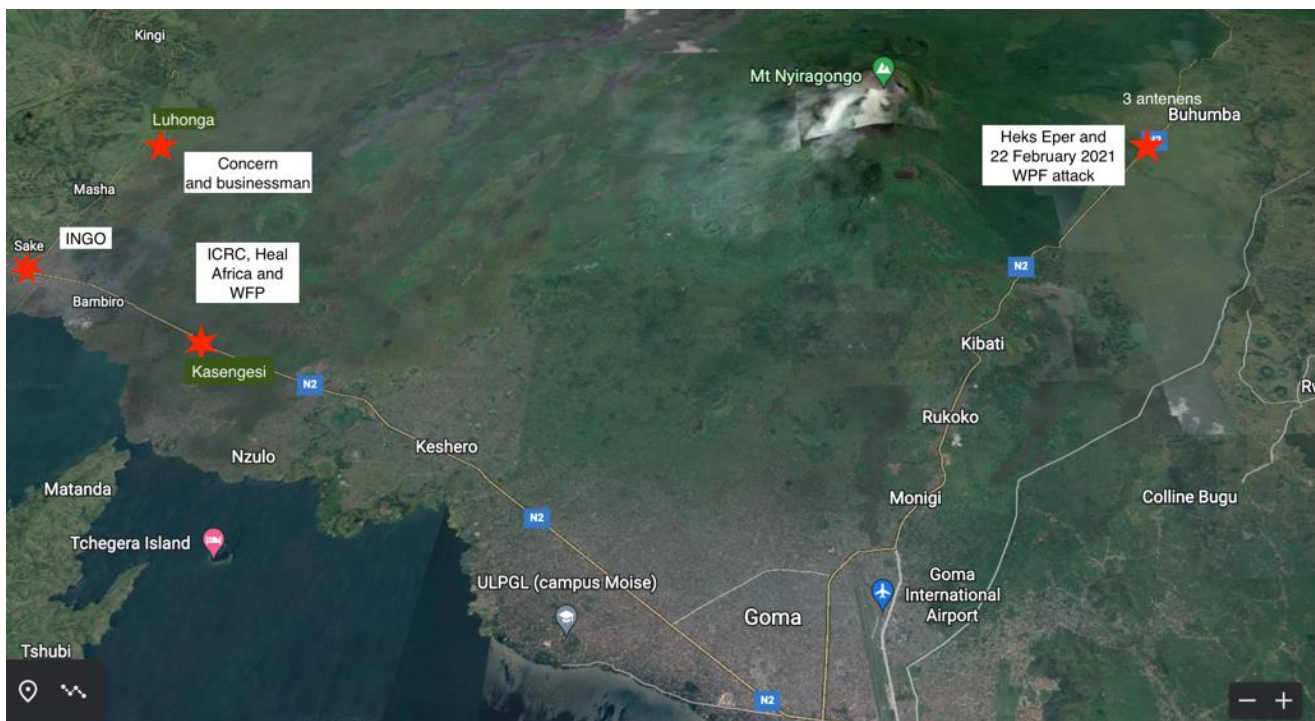 Kingi
Mt Nyiragongo
3 antenens
Buhumba
Luhonga
Concern
and businessman
Heks Eper and
22 February 2021
WPF attack
Masha
INGO
Sake
ICRC, Heal
Africa and
WFP
Bambiro
N2
Kibati
Kasengesi
N2
Rukoko
Keshero
Nzulo
Matanda
Monigi
Colline Bugu
N2
Tchegera Island
ULPGL (campus Moise)
Goma
Goma
International
Airport
Tshubi
N2